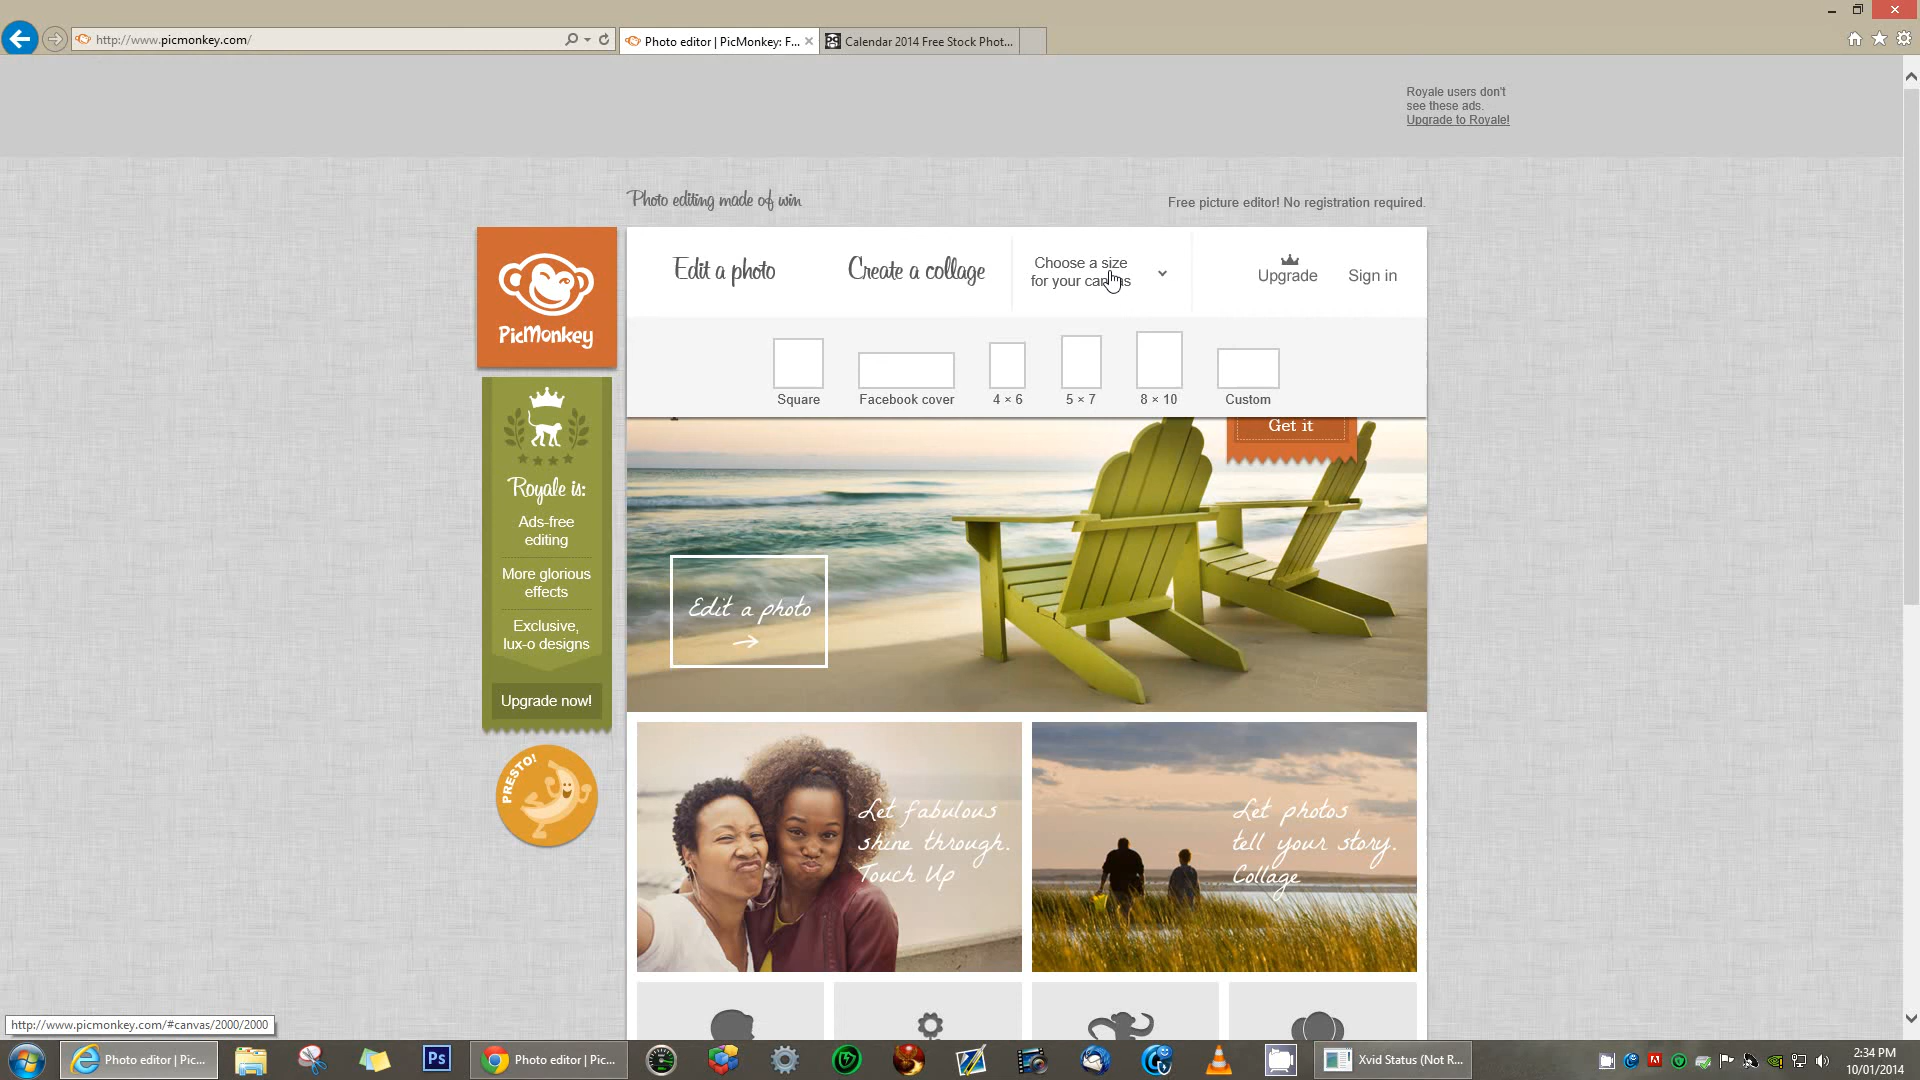 http://www.picmonkey.com/
Photo editor | PicMonkey: F...
Calendar 2014 Free Stock Phot...
Royale users don't
see these ads.
Upgrade to Royale!
Photo editing made of win
Free picture editor! No registration required.
PicMonkey
Edit a photo
Create a collage
Choose a size
for your canvas
Upgrade
Sign in
Square
Facebook cover
4 × 6
5 × 7
8 × 10
Custom
Get it
Royale is:
Ads-free
editing
More glorious
effects
Exclusive,
lux-o designs
Upgrade now!
Edit a photo
PRESTO!
Let fabulous
shine through.
Touch Up
Let photos
tell your story.
Collage
http://www.picmonkey.com/#canvas/2000/2000
Photo editor | Pic...
Ps
Photo editor | Pic...
Xvid Status (Not R...
2:34 PM
10/01/2014